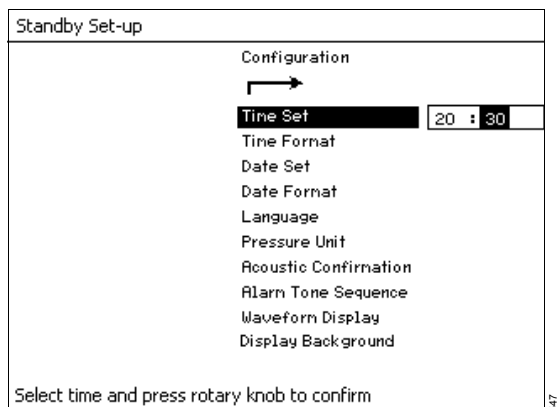 Standby Set-up
Configuration
Time Set 20 : 30
Time Format
Date Set
Date Format
Language
Pressure Unit
Acoustic Confirmation
Alarm Tone Sequence
Waveform Display
Display Background
Select time and press rotary knob to confirm